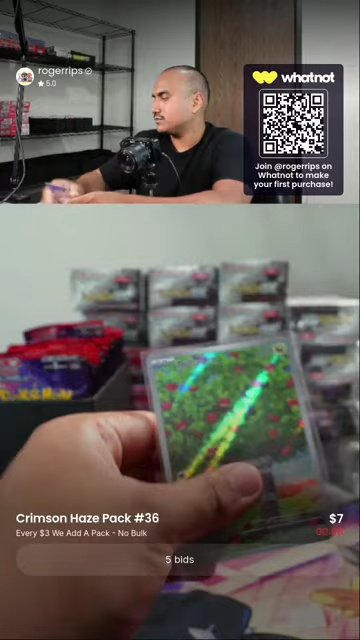 rogerrips
5.0
whatnot
Join @rogerrips on
Whatnot to make
your first purchase!
Crimson Haze Pack #36
$7
Every $3 We Add A Pack - No Bulk
5 bids